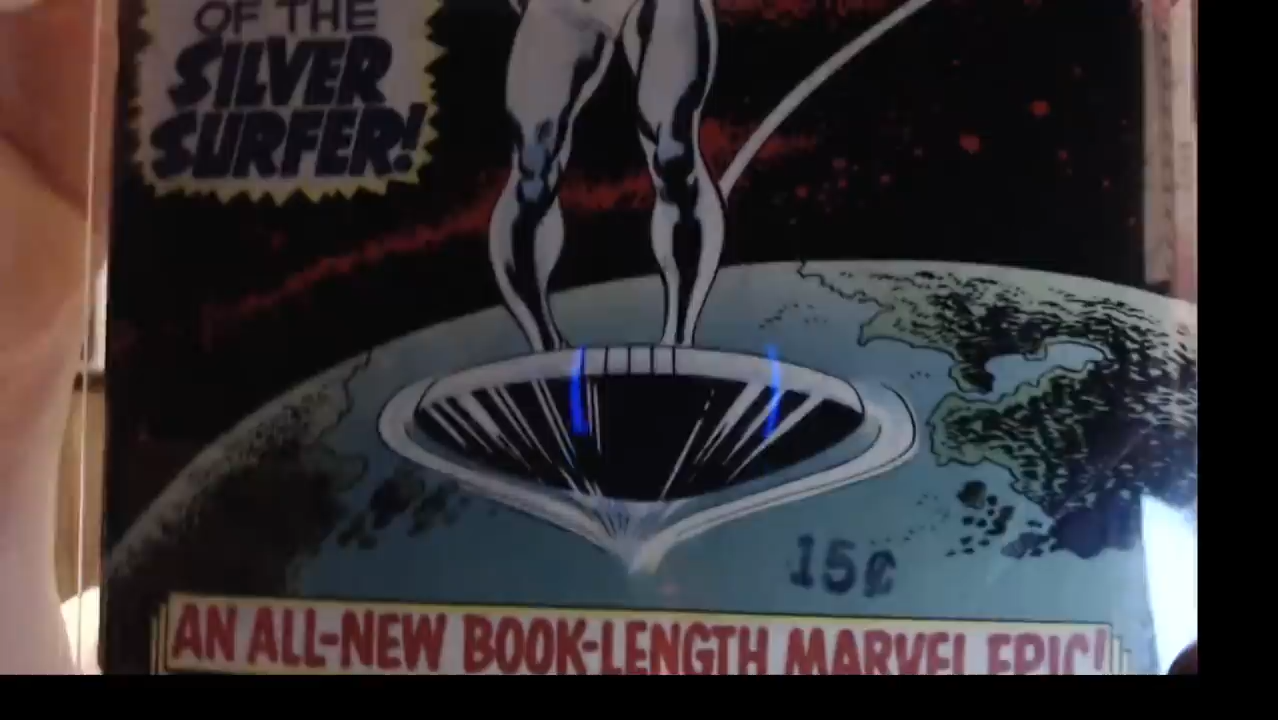 OF THE
SILVER
SURFER!
15¢
AN ALL-NEW BOOK-LENGTH MARVEL EPIC!